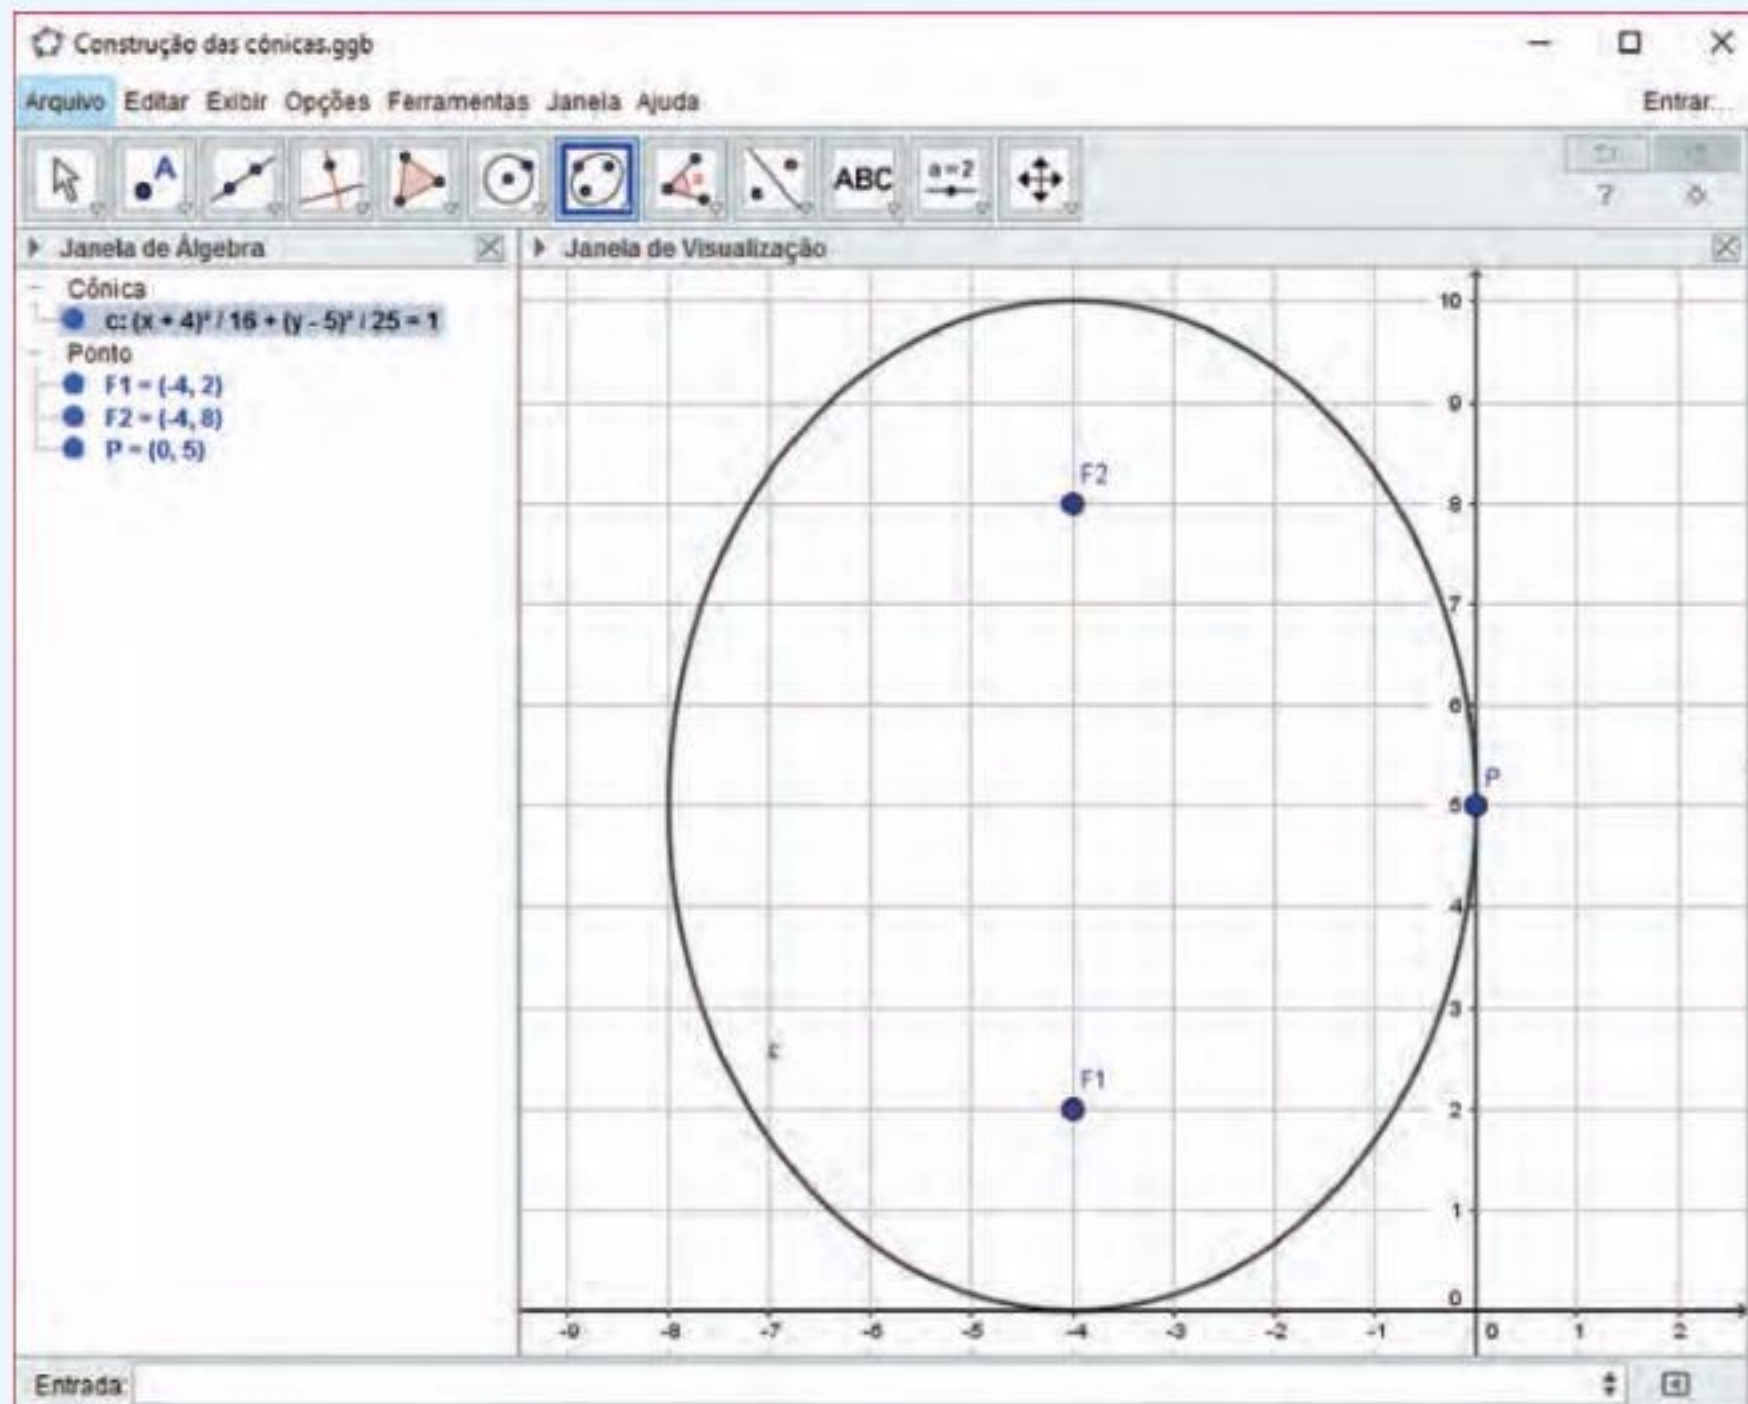 Construção das cônicas.ggb
Arquivo Editar Exibir Opções Ferramentas Janela Ajuda Entrar...
A ABC a=2 ?
Janela de Álgebra
Janela de Visualização
Cônica
c: (x + 4)² / 16 + (y - 5)² / 25 = 1
Ponto
F1 = (-4, 2)
F2 = (-4, 8)
P = (0, 5)
10
9
F2
8
7
6
P
5
4
3
F1
2
1
0
-9 -8 -7 -6 -5 -4 -3 -2 -1 0 1 2
Entrada: